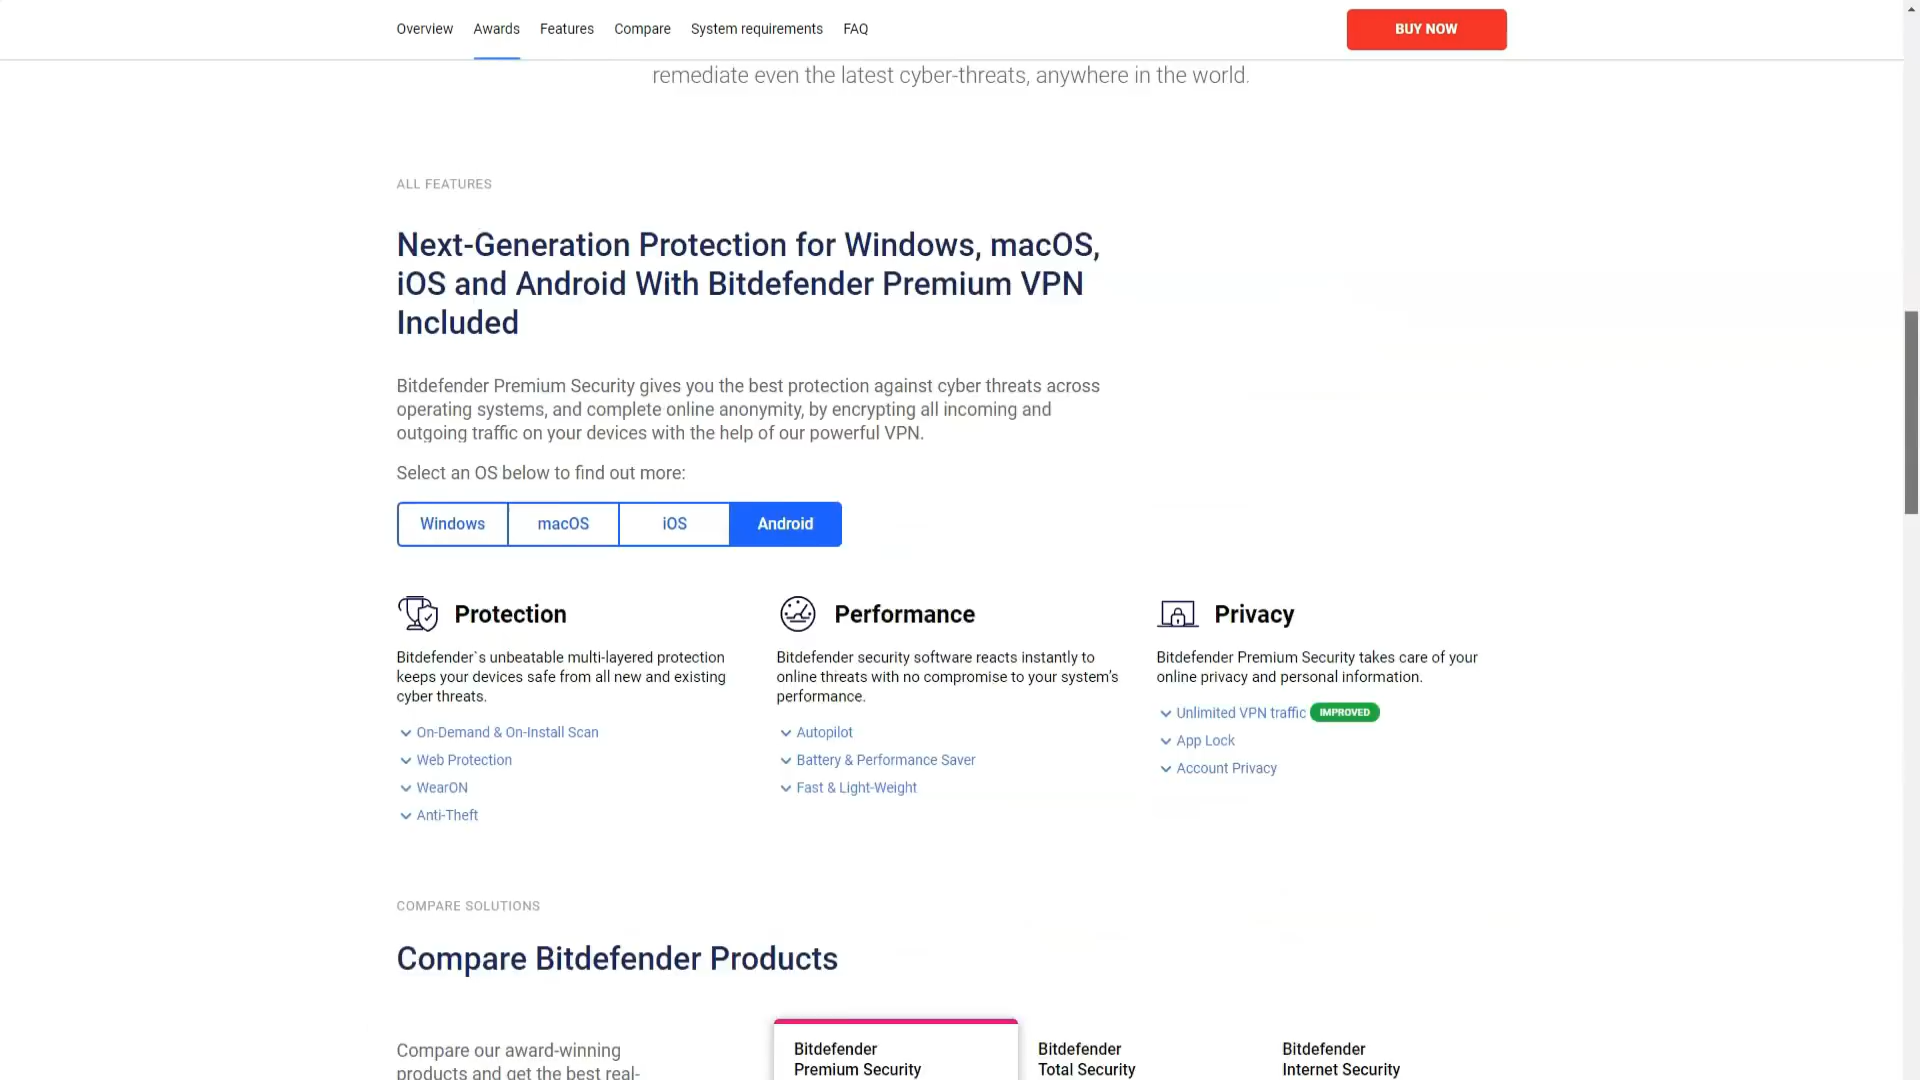 Overview Awards Features Compare System requirements FAQ BUY NOW
remediate even the latest cyber-threats, anywhere in the world.
ALL FEATURES
Next-Generation Protection for Windows, macOS,
iOS and Android With Bitdefender Premium VPN
Included
Bitdefender Premium Security gives you the best protection against cyber threats across
operating systems, and complete online anonymity, by encrypting all incoming and
outgoing traffic on your devices with the help of our powerful VPN.
Select an OS below to find out more:
Windows macOS iOS Android
Protection
Bitdefender`s unbeatable multi-layered protection
keeps your devices safe from all new and existing
cyber threats.
On-Demand & On-Install Scan
Web Protection
WearON
Anti-Theft
Performance
Bitdefender security software reacts instantly to
online threats with no compromise to your system’s
performance.
Autopilot
Battery & Performance Saver
Fast & Light-Weight
Privacy
Bitdefender Premium Security takes care of your
online privacy and personal information.
Unlimited VPN traffic IMPROVED
App Lock
Account Privacy
COMPARE SOLUTIONS
Compare Bitdefender Products
Compare our award-winning
products and get the best real-
Bitdefender
Premium Security
Bitdefender
Total Security
Bitdefender
Internet Security